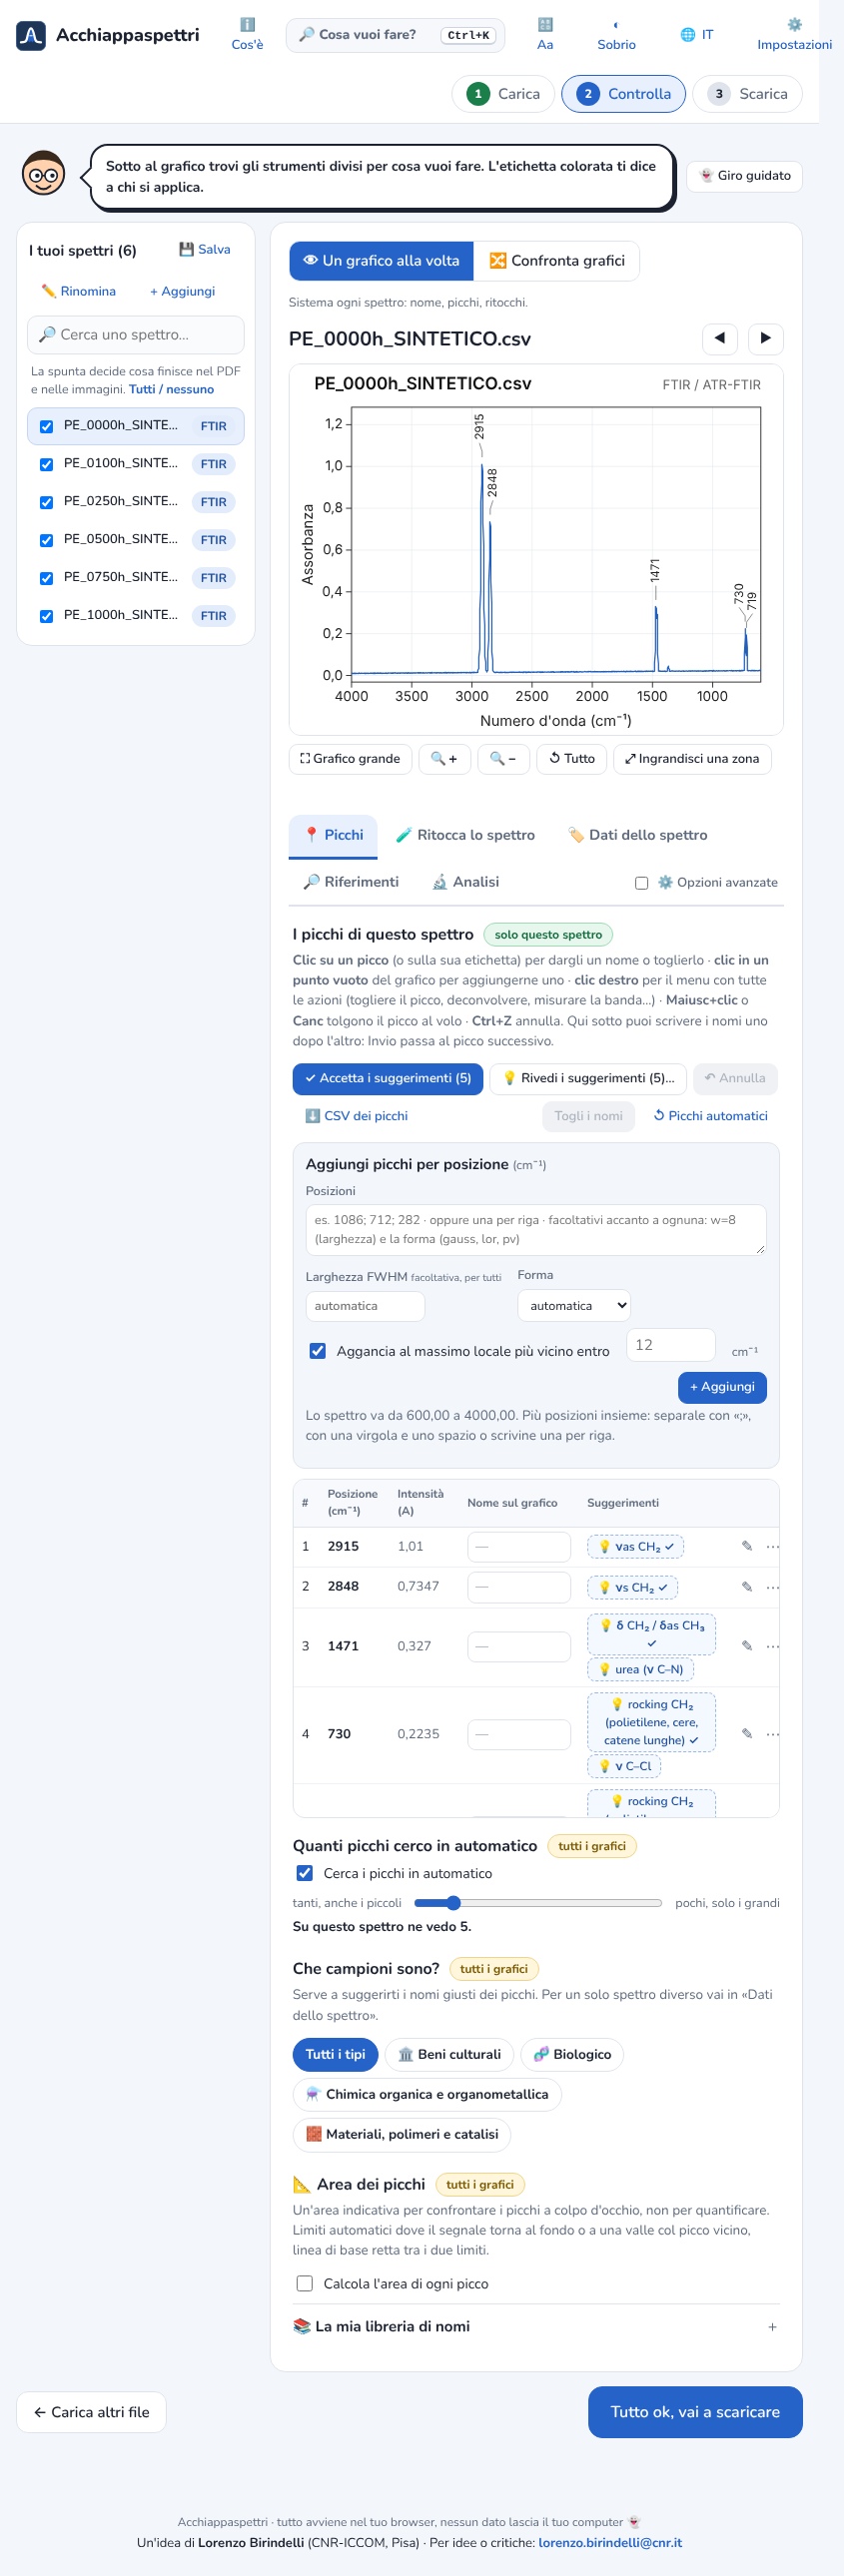 Acchiappaspettri
ℹ️ Cos'è
🔎 Cosa vuoi fare? Ctrl+K
🔠 Aa
Sobrio
🌐 IT
⚙️ Impostazioni
1 Carica
2 Controlla
3 Scarica
Sotto al grafico trovi gli strumenti divisi per cosa vuoi fare. L'etichetta colorata ti dice
a chi si applica.
👻 Giro guidato
I tuoi spettri (6)
💾 Salva
✏️ Rinomina
+ Aggiungi
🔎 Cerca uno spettro...
La spunta decide cosa finisce nel PDF
e nelle immagini. Tutti / nessuno
PE_0000h_SINTE... FTIR
PE_0100h_SINTE... FTIR
PE_0250h_SINTE... FTIR
PE_0500h_SINTE... FTIR
PE_0750h_SINTE... FTIR
PE_1000h_SINTE... FTIR
👁 Un grafico alla volta
🔀 Confronta grafici
Sistema ogni spettro: nome, picchi, ritocchi.
PE_0000h_SINTETICO.csv
◀ ▶
PE_0000h_SINTETICO.csv
FTIR / ATR-FTIR
Assorbanza
1,2
1,0
0,8
0,6
0,4
0,2
0,0
2915
2848
1471
730
719
4000 3500 3000 2500 2000 1500 1000
Numero d'onda (cm⁻¹)
⛶ Grafico grande
🔍 +
🔍 −
↺ Tutto
⤢ Ingrandisci una zona
📍 Picchi
🧪 Ritocca lo spettro
🏷️ Dati dello spettro
🔎 Riferimenti
🔬 Analisi
⚙️ Opzioni avanzate
I picchi di questo spettro solo questo spettro
Clic su un picco (o sulla sua etichetta) per dargli un nome o toglierlo · clic in un
punto vuoto del grafico per aggiungerne uno · clic destro per il menu con tutte
le azioni (togliere il picco, deconvolvere, misurare la banda...) · Maiusc+clic o
Canc tolgono il picco al volo · Ctrl+Z annulla. Qui sotto puoi scrivere i nomi uno
dopo l'altro: Invio passa al picco successivo.
✓ Accetta i suggerimenti (5)
💡 Rivedi i suggerimenti (5)...
↶ Annulla
⬇️ CSV dei picchi
Togli i nomi
↺ Picchi automatici
Aggiungi picchi per posizione (cm⁻¹)
Posizioni
es. 1086; 712; 282 · oppure una per riga · facoltativi accanto a ognuna: w=8
(larghezza) e la forma (gauss, lor, pv)
Larghezza FWHM facoltativa, per tutti
Forma
automatica
automatica
Aggancia al massimo locale più vicino entro 12 cm⁻¹
+ Aggiungi
Lo spettro va da 600,00 a 4000,00. Più posizioni insieme: separale con «;»,
con una virgola e uno spazio o scrivine una per riga.
# Posizione (cm⁻¹) Intensità (A) Nome sul grafico Suggerimenti
1 2915 1,01 — 💡 νas CH₂ ✓ ✎ ⋯
2 2848 0,7347 — 💡 νs CH₂ ✓ ✎ ⋯
3 1471 0,327 — 💡 δ CH₂ / δas CH₃ ✓ ✎ ⋯
💡 urea (ν C–N)
4 730 0,2235 — 💡 rocking CH₂
(polietilene, cere,
catene lunghe) ✓ ✎ ⋯
💡 ν C–Cl
💡 rocking CH₂
Quanti picchi cerco in automatico tutti i grafici
Cerca i picchi in automatico
tanti, anche i piccoli
pochi, solo i grandi
Su questo spettro ne vedo 5.
Che campioni sono? tutti i grafici
Serve a suggerirti i nomi giusti dei picchi. Per un solo spettro diverso vai in «Dati
dello spettro».
Tutti i tipi
🏛️ Beni culturali
🧬 Biologico
⚗️ Chimica organica e organometallica
🧱 Materiali, polimeri e catalisi
📐 Area dei picchi tutti i grafici
Un'area indicativa per confrontare i picchi a colpo d'occhio, non per quantificare.
Limiti automatici dove il segnale torna al fondo o a una valle col picco vicino,
linea di base retta tra i due limiti.
Calcola l'area di ogni picco
📚 La mia libreria di nomi +
← Carica altri file
Tutto ok, vai a scaricare
Acchiappaspettri · tutto avviene nel tuo browser, nessun dato lascia il tuo computer 👻
Un'idea di Lorenzo Birindelli (CNR-ICCOM, Pisa) · Per idee o critiche: lorenzo.birindelli@cnr.it